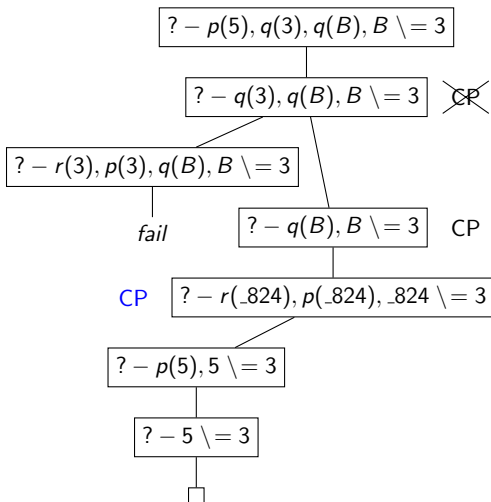 ? − p(5), q(3), q(B), B \= 3
? − q(3), q(B), B \= 3 CP
? − r(3), p(3), q(B), B \= 3
fail
? − q(B), B \= 3 CP
CP ? − r(_824), p(_824), _824 \= 3
? − p(5), 5 \= 3
? − 5 \= 3